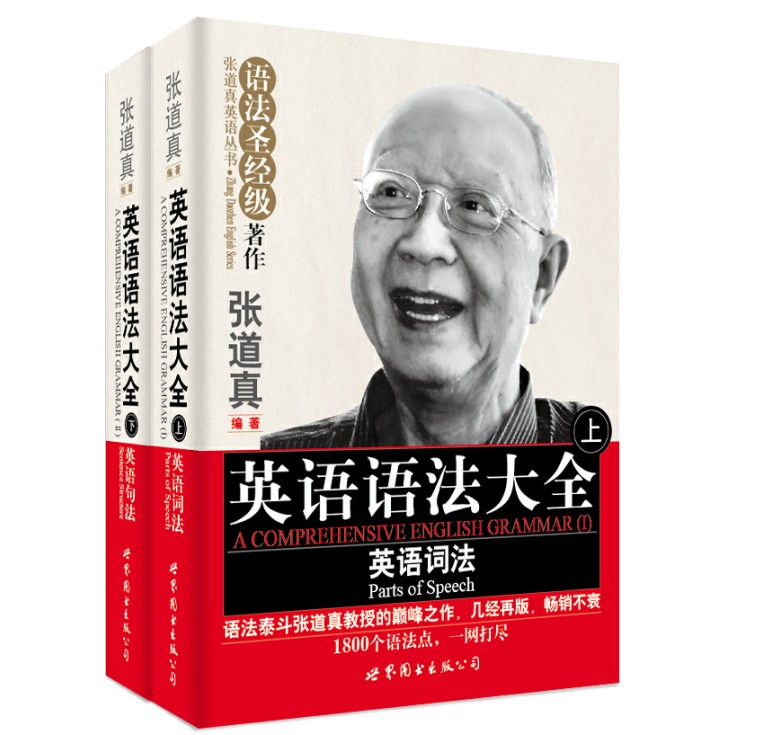 张道真
编著
英语语法大全
下
A COMPREHENSIVE ENGLISH GRAMMAR (II)
英语句法
Sentence Structure
世界图书出版公司
张道真
编著
英语语法大全
上
A COMPREHENSIVE ENGLISH GRAMMAR (I)
英语词法
Parts of Speech
世界图书出版公司
语法圣经级著作
张道真英语丛书·Zhang Daozhen English Series
张道真
编著
上
英语语法大全
A COMPREHENSIVE ENGLISH GRAMMAR (I)
英语词法
Parts of Speech
语法泰斗张道真教授的巅峰之作,几经再版,畅销不衰
1800个语法点,一网打尽
世界图书出版公司